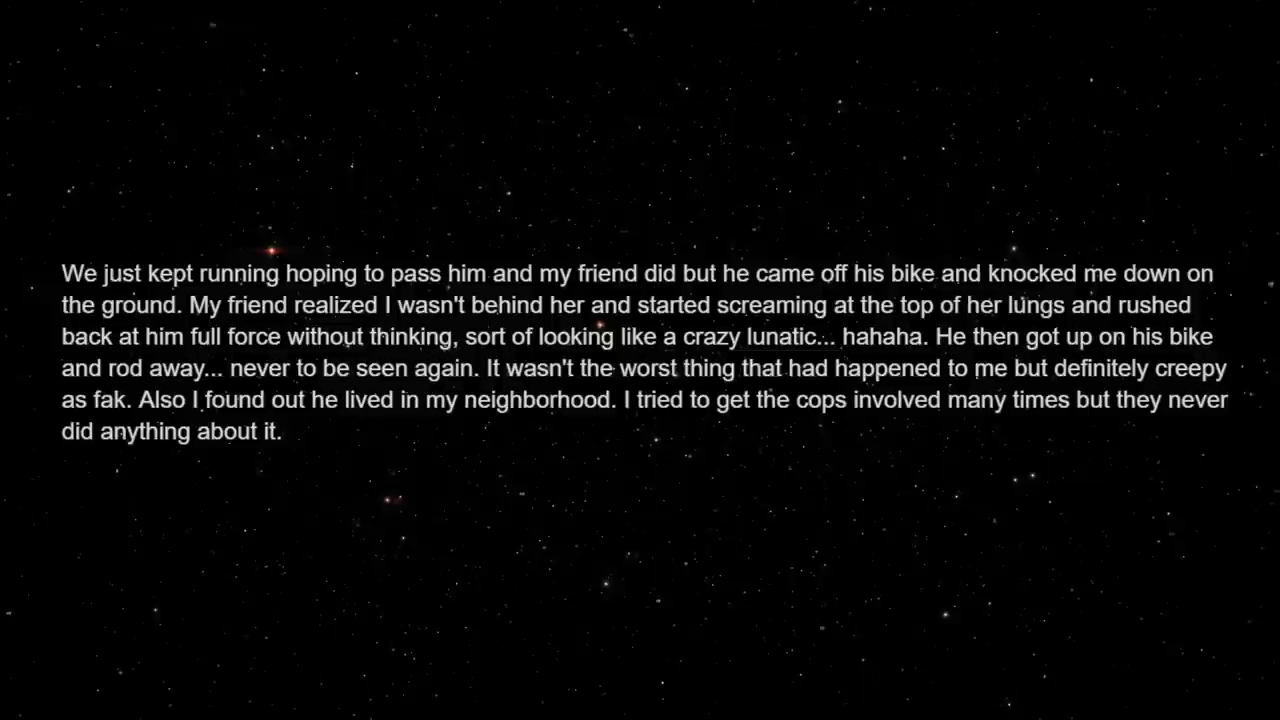 We just kept running hoping to pass him and my friend did but he came off his bike and knocked me down on
the ground. My friend realized I wasn't behind her and started screaming at the top of her lungs and rushed
back at him full force without thinking, sort of looking like a crazy lunatic... hahaha. He then got up on his bike
and rod away... never to be seen again. It wasn't the worst thing that had happened to me but definitely creepy
as fak. Also I found out he lived in my neighborhood. I tried to get the cops involved many times but they never
did anything about it.